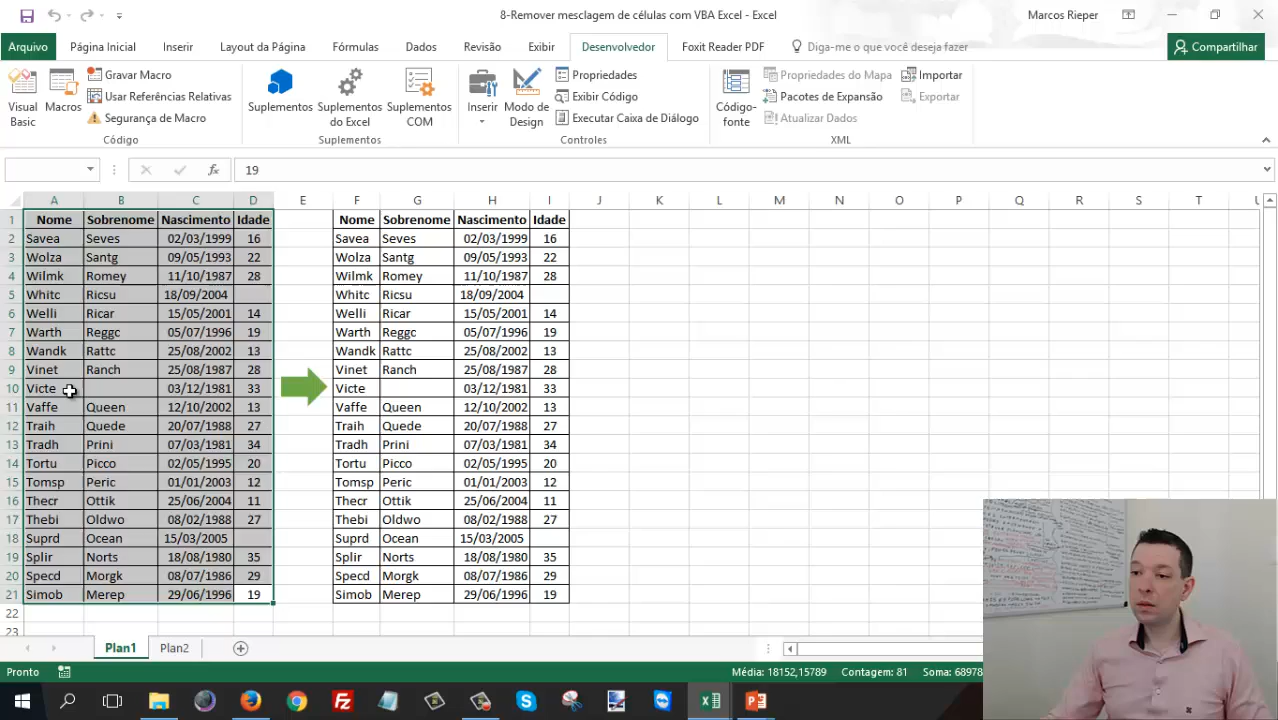 8-Remover mesclagem de células com VBA Excel - Excel
Marcos Rieper
Arquivo Página Inicial Inserir Layout da Página Fórmulas Dados Revisão Exibir Desenvolvedor Foxit Reader PDF Diga-me o que você deseja fazer Compartilhar
Visual Basic
Macros
Gravar Macro
Usar Referências Relativas
Segurança de Macro
Código
Suplementos
Suplementos do Excel
Suplementos COM
Suplementos
Inserir
Modo de Design
Propriedades
Exibir Código
Executar Caixa de Diálogo
Controles
Código-fonte
Propriedades do Mapa
Pacotes de Expansão
Atualizar Dados
Importar
Exportar
XML
fx 19
A B C D E F G H I J K L M N O P Q R S T U
1 Nome Sobrenome Nascimento Idade Nome Sobrenome Nascimento Idade
2 Savea Seves 02/03/1999 16 Savea Seves 02/03/1999 16
3 Wolza Santg 09/05/1993 22 Wolza Santg 09/05/1993 22
4 Wilmk Romey 11/10/1987 28 Wilmk Romey 11/10/1987 28
5 Whitc Ricsu 18/09/2004 Whitc Ricsu 18/09/2004
6 Welli Ricar 15/05/2001 14 Welli Ricar 15/05/2001 14
7 Warth Reggc 05/07/1996 19 Warth Reggc 05/07/1996 19
8 Wandk Rattc 25/08/2002 13 Wandk Rattc 25/08/2002 13
9 Vinet Ranch 25/08/1987 28 Vinet Ranch 25/08/1987 28
10 Victe 03/12/1981 33 Victe 03/12/1981 33
11 Vaffe Queen 12/10/2002 13 Vaffe Queen 12/10/2002 13
12 Traih Quede 20/07/1988 27 Traih Quede 20/07/1988 27
13 Tradh Prini 07/03/1981 34 Tradh Prini 07/03/1981 34
14 Tortu Picco 02/05/1995 20 Tortu Picco 02/05/1995 20
15 Tomsp Peric 01/01/2003 12 Tomsp Peric 01/01/2003 12
16 Thecr Ottik 25/06/2004 11 Thecr Ottik 25/06/2004 11
17 Thebi Oldwo 08/02/1988 27 Thebi Oldwo 08/02/1988 27
18 Suprd Ocean 15/03/2005 Suprd Ocean 15/03/2005
19 Splir Norts 18/08/1980 35 Splir Norts 18/08/1980 35
20 Specd Morgk 08/07/1986 29 Specd Morgk 08/07/1986 29
21 Simob Merep 29/06/1996 19 Simob Merep 29/06/1996 19
22
23
Plan1 Plan2
Pronto Média: 18152,15789 Contagem: 81 Soma: 68978